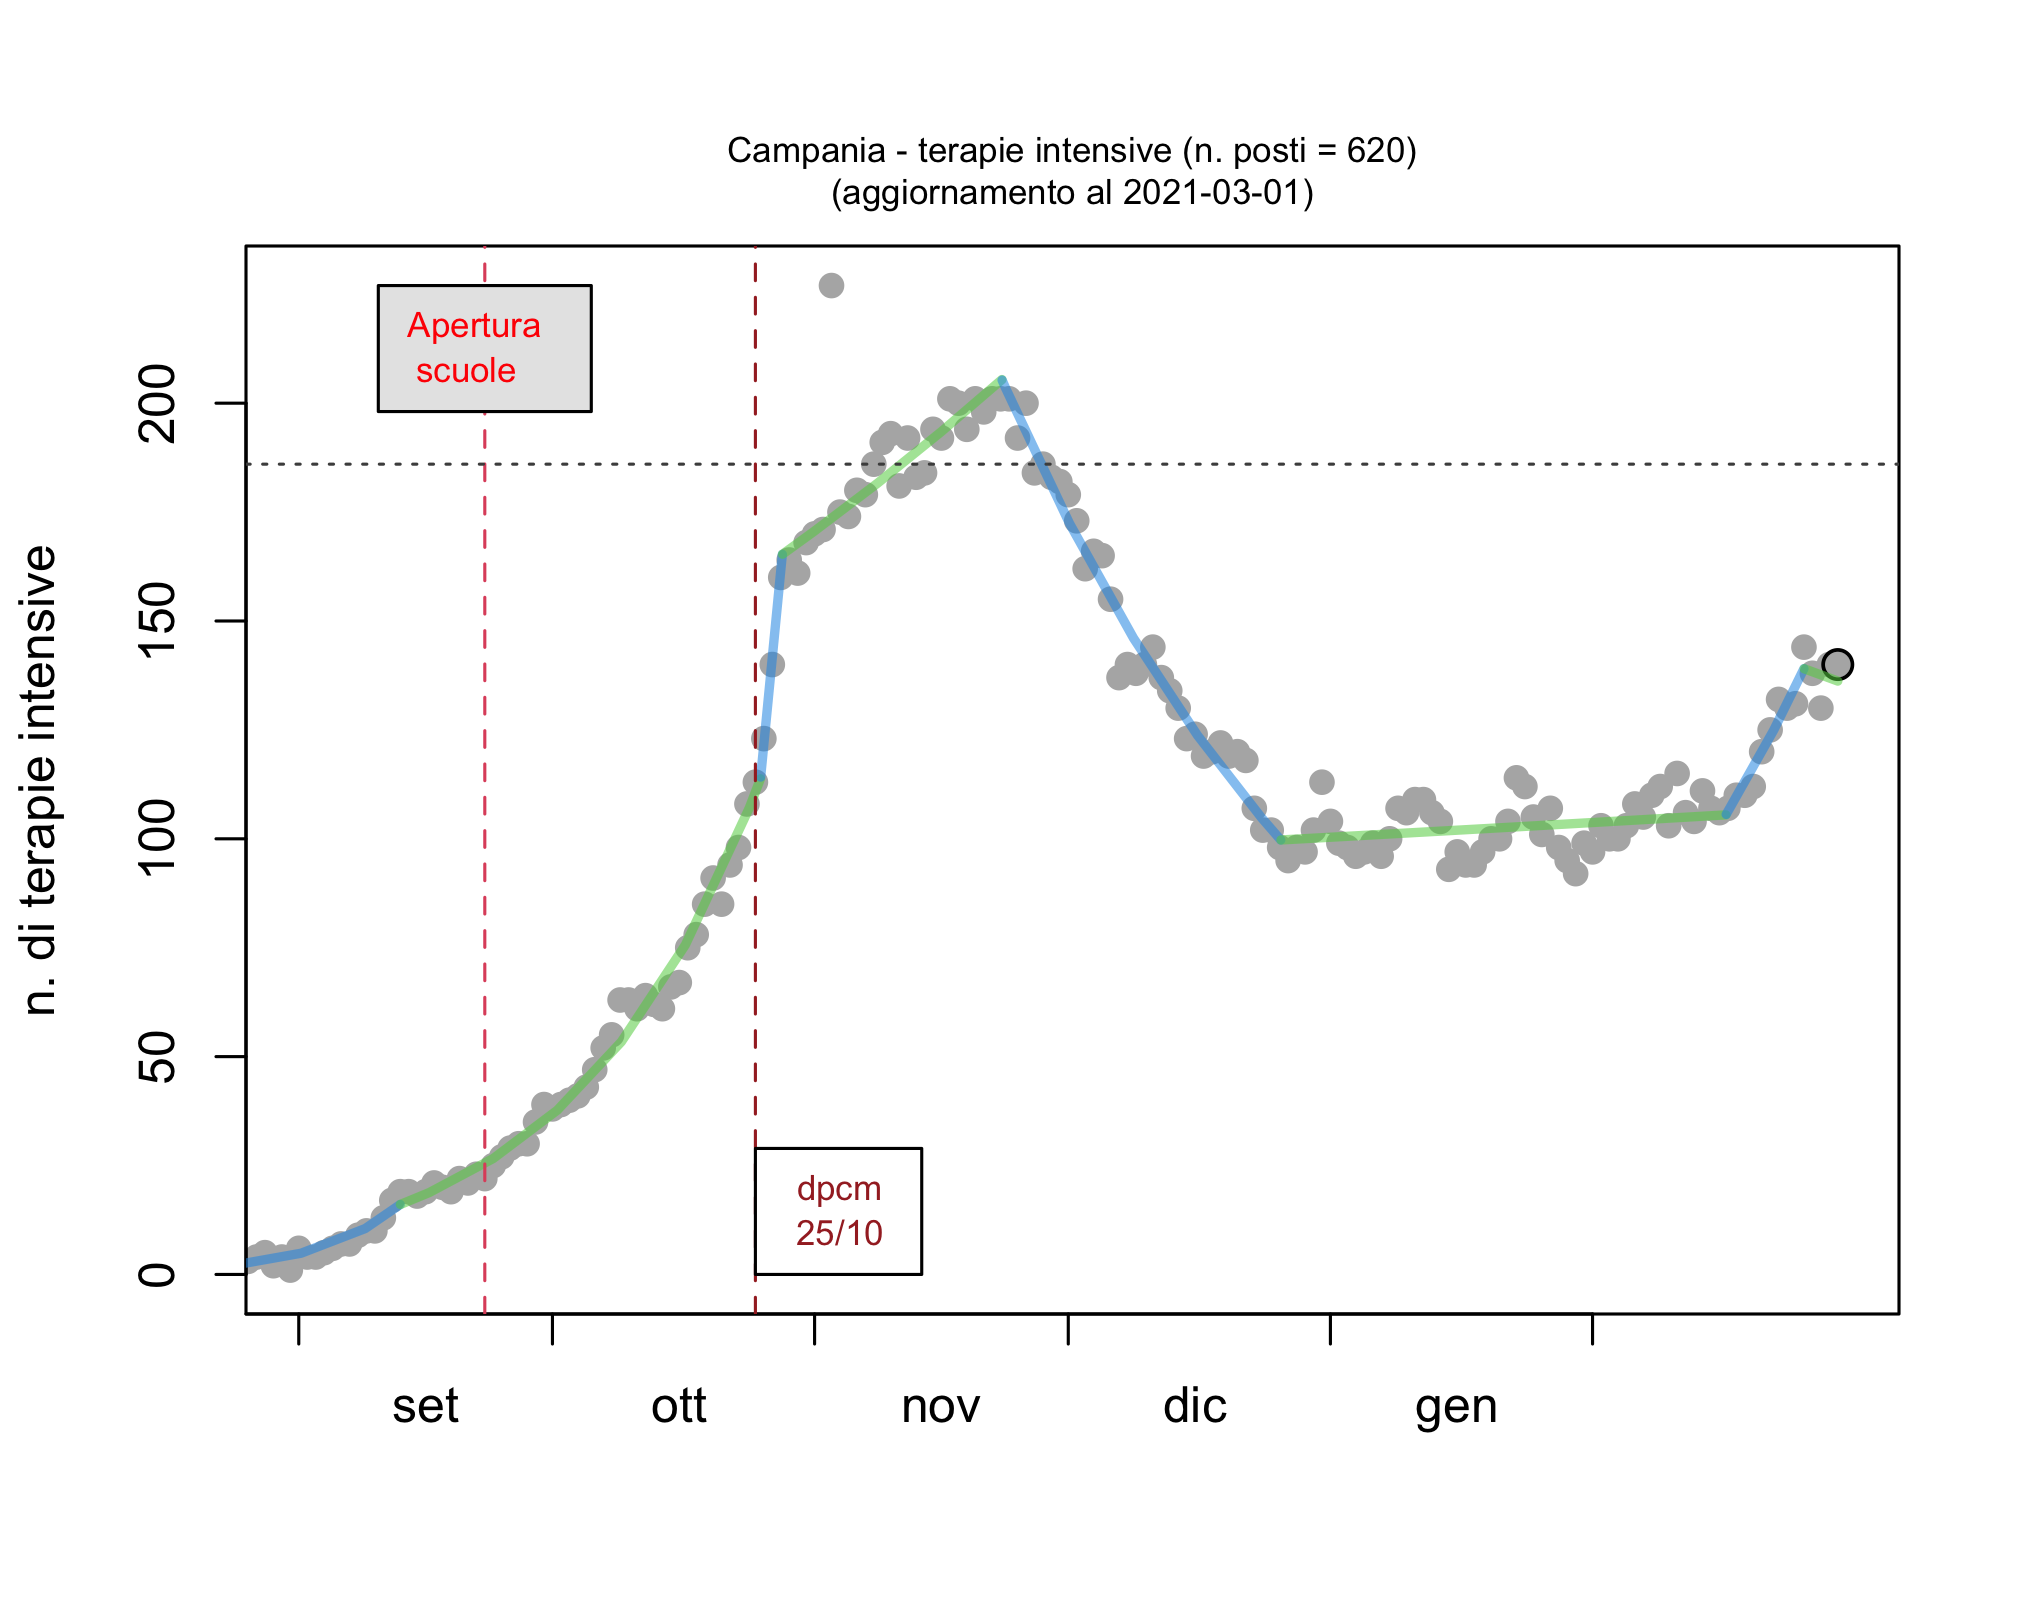 Campania - terapie intensive (n. posti = 620)
(aggiornamento al 2021-03-01)
Apertura
scuole
n. di terapie intensive
200
150
100
50
0
dpcm
25/10
set ott nov dic gen